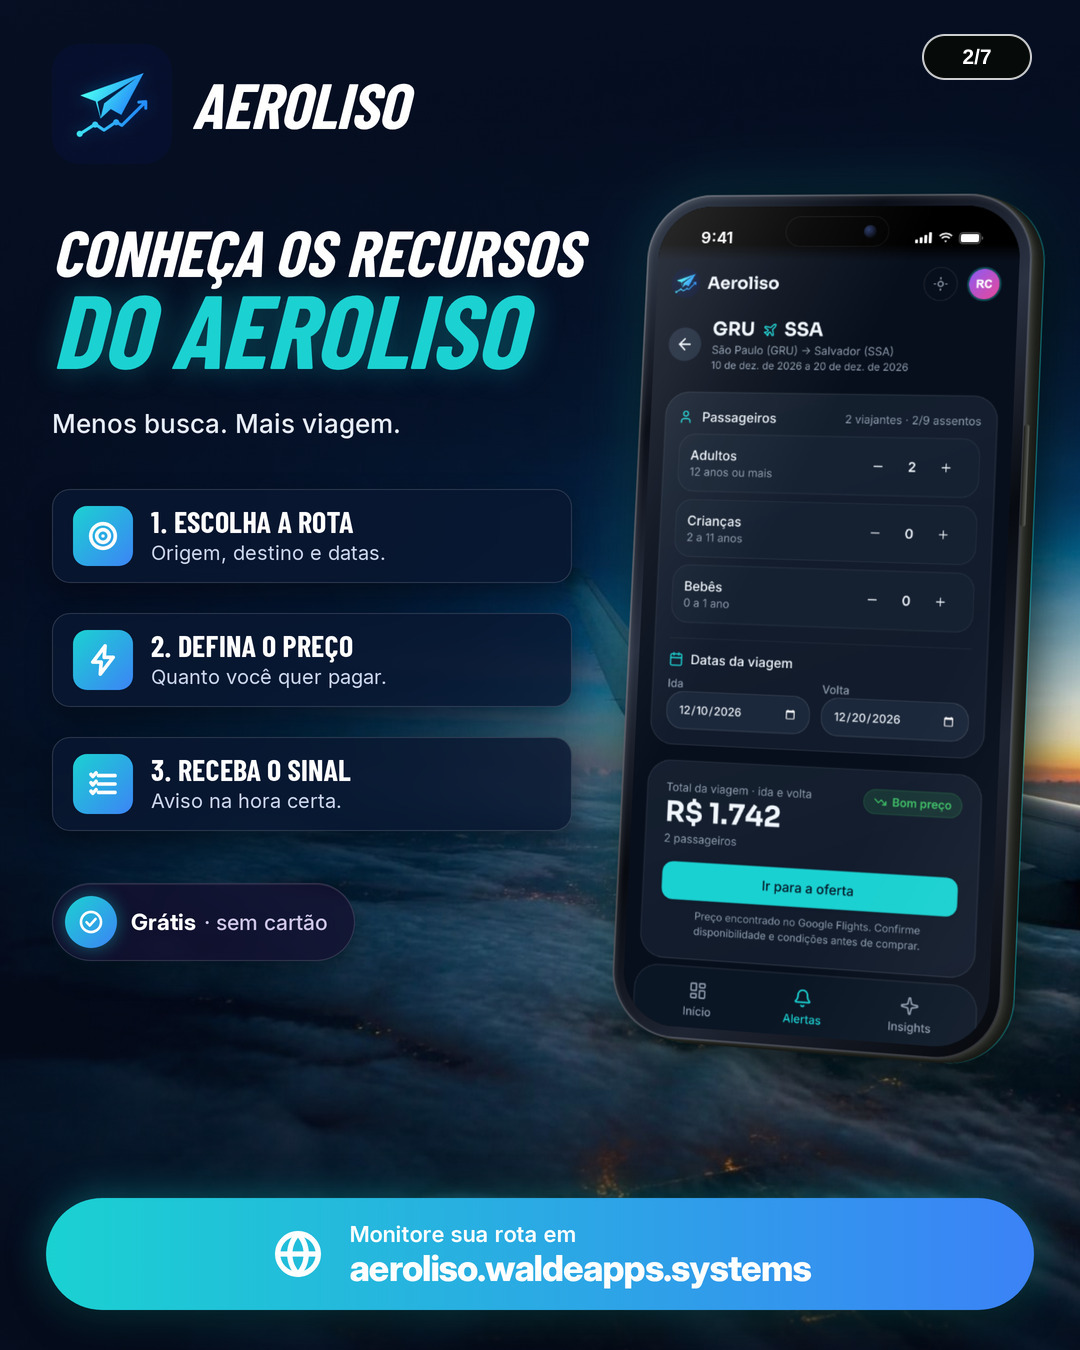 AEROLISO
2/7
CONHEÇA OS RECURSOS
DO AEROLISO
Menos busca. Mais viagem.
1. ESCOLHA A ROTA
Origem, destino e datas.
2. DEFINA O PREÇO
Quanto você quer pagar.
3. RECEBA O SINAL
Aviso na hora certa.
Grátis · sem cartão
9:41
Aeroliso
RC
GRU SSA
São Paulo (GRU) → Salvador (SSA)
10 de dez. de 2026 a 20 de dez. de 2026
Passageiros 2 viajantes · 2/9 assentos
Adultos
12 anos ou mais
− 2 +
Crianças
2 a 11 anos
− 0 +
Bebês
0 a 1 ano
− 0 +
Datas da viagem
Ida Volta
12/10/2026 12/20/2026
Total da viagem · ida e volta
R$ 1.742
Bom preço
2 passageiros
Ir para a oferta
Preço encontrado no Google Flights. Confirme
disponibilidade e condições antes de comprar.
Início Alertas Insights
Monitore sua rota em
aeroliso.waldeapps.systems